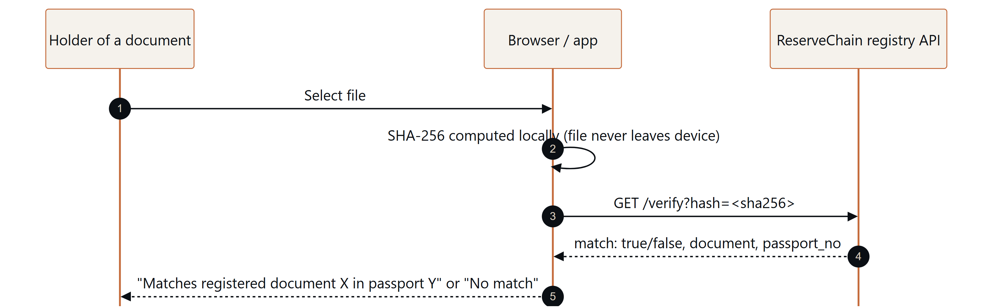 Holder of a document
Browser / app
ReserveChain registry API
Select file
1
SHA-256 computed locally (file never leaves device)
2
GET /verify?hash=<sha256>
3
match: true/false, document, passport_no
4
"Matches registered document X in passport Y" or "No match"
5